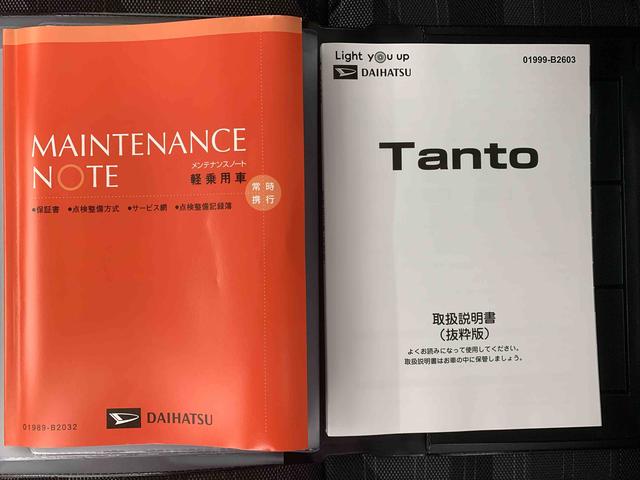 MAINTENANCE
NOTE
メンテナンスノート
軽乗用車
常時
携行
●保証書 ●点検整備方式 ●サービス網 ●点検整備記録簿
DAIHATSU
01989-B2032
Light you up
DAIHATSU
01999-B2603
Tanto
取扱説明書
(抜粋版)
よくお読みになって使用してください。
取扱説明書はお車の中に保管しましょう。